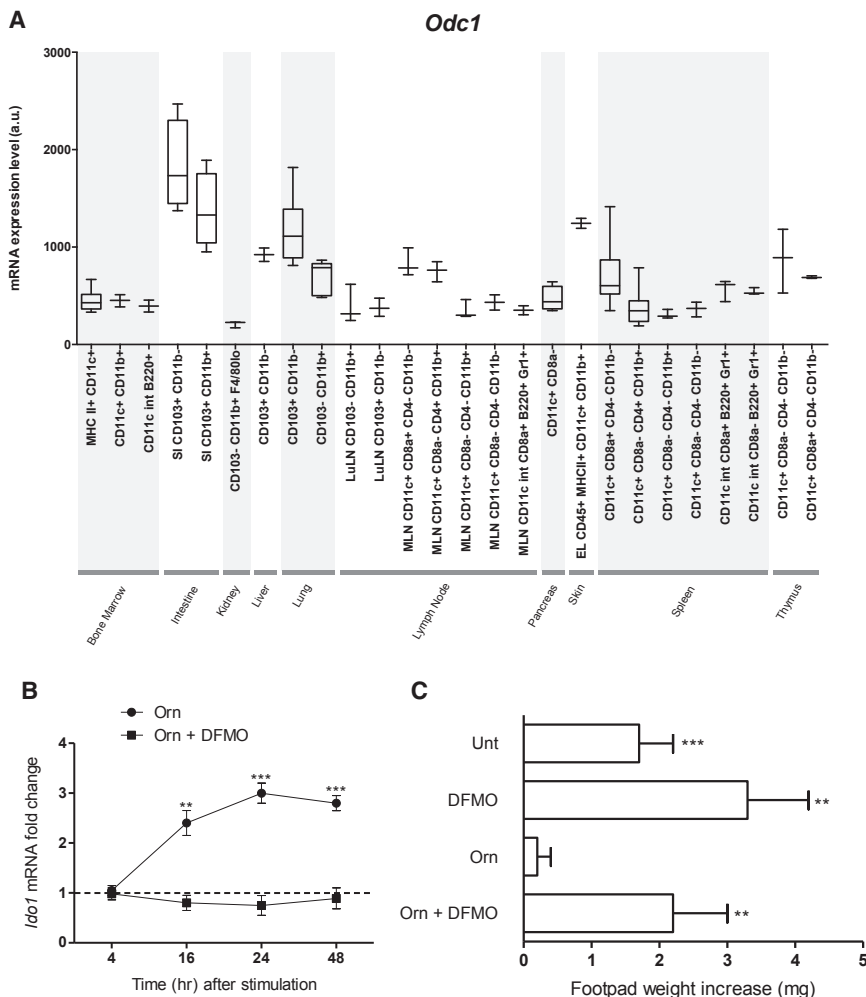 A
Odc1
mRNA expression level (a.u.)
3000
2000
1000
0
MHC II+ CD11c+
CD11c+ CD11b+
CD11c int B220+
SI CD103+ CD11b-
SI CD103+ CD11b+
CD103- CD11b+ F4/80lo
CD103+ CD11b-
CD103+ CD11b-
CD103- CD11b+
LuLN CD103- CD11b+
LuLN CD103+ CD11b-
MLN CD11c+ CD8a+ CD4- CD11b-
MLN CD11c+ CD8a- CD4+ CD11b+
MLN CD11c+ CD8a- CD4- CD11b+
MLN CD11c+ CD8a- CD4- CD11b-
MLN CD11c int CD8a+ B220+ Gr1+
CD11c+ CD8a-
EL CD45+ MHCII+ CD11c+ CD11b+
CD11c+ CD8a+ CD4- CD11b-
CD11c+ CD8a- CD4+ CD11b+
CD11c+ CD8a- CD4- CD11b-
CD11c+ CD8a- CD4- CD11b+
CD11c int CD8a+ B220+ Gr1+
CD11c int CD8a- B220+ Gr1+
CD11c+ CD8a- CD4- CD11b-
CD11c+ CD8a+ CD4- CD11b-
Bone Marrow
Intestine
Kidney
Liver
Lung
Lymph Node
Pancreas
Skin
Spleen
Thymus
B
Orn
Orn + DFMO
Ido1 mRNA fold change
4
3
2
1
0
**
***
***
4
16
24
48
Time (hr) after stimulation
C
Unt
***
DFMO
**
Orn
Orn + DFMO
**
0
1
2
3
4
5
Footpad weight increase (mg)